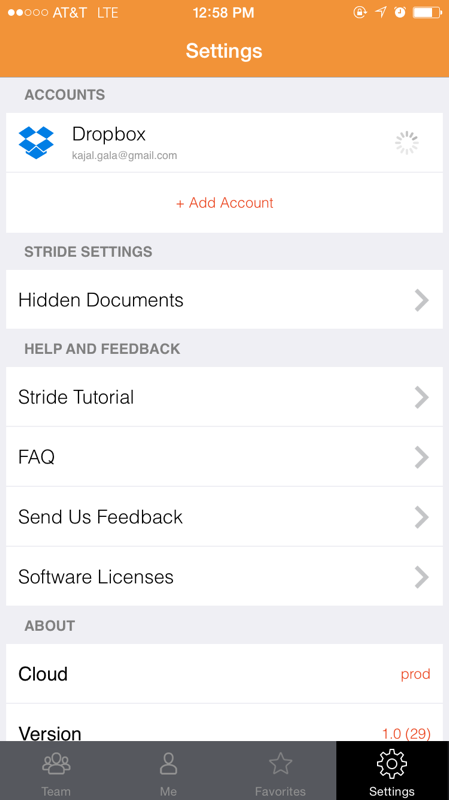 AT&T LTE 12:58 PM
Settings
ACCOUNTS
Dropbox
kajal.gala@gmail.com
+ Add Account
STRIDE SETTINGS
Hidden Documents
HELP AND FEEDBACK
Stride Tutorial
FAQ
Send Us Feedback
Software Licenses
ABOUT
Cloud prod
Version 1.0 (29)
Team Me Favorites Settings